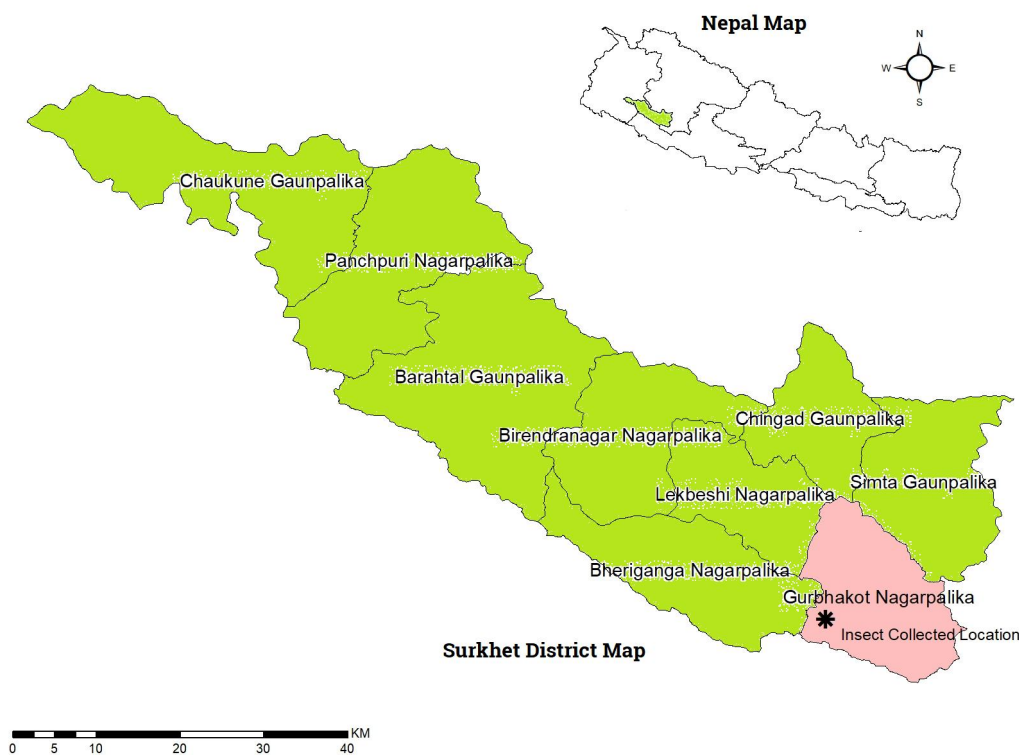 Nepal Map
N
W E
S
Chaukune Gaunpalika
Panchpuri Nagarpalika
Barahtal Gaunpalika
Chingad Gaunpalika
Birendranagar Nagarpalika
Simta Gaunpalika
Lekbeshi Nagarpalika
Bheriganga Nagarpalika
Gurbhakot Nagarpalika
Insect Collected Location
Surkhet District Map
KM
0 5 10 20 30 40